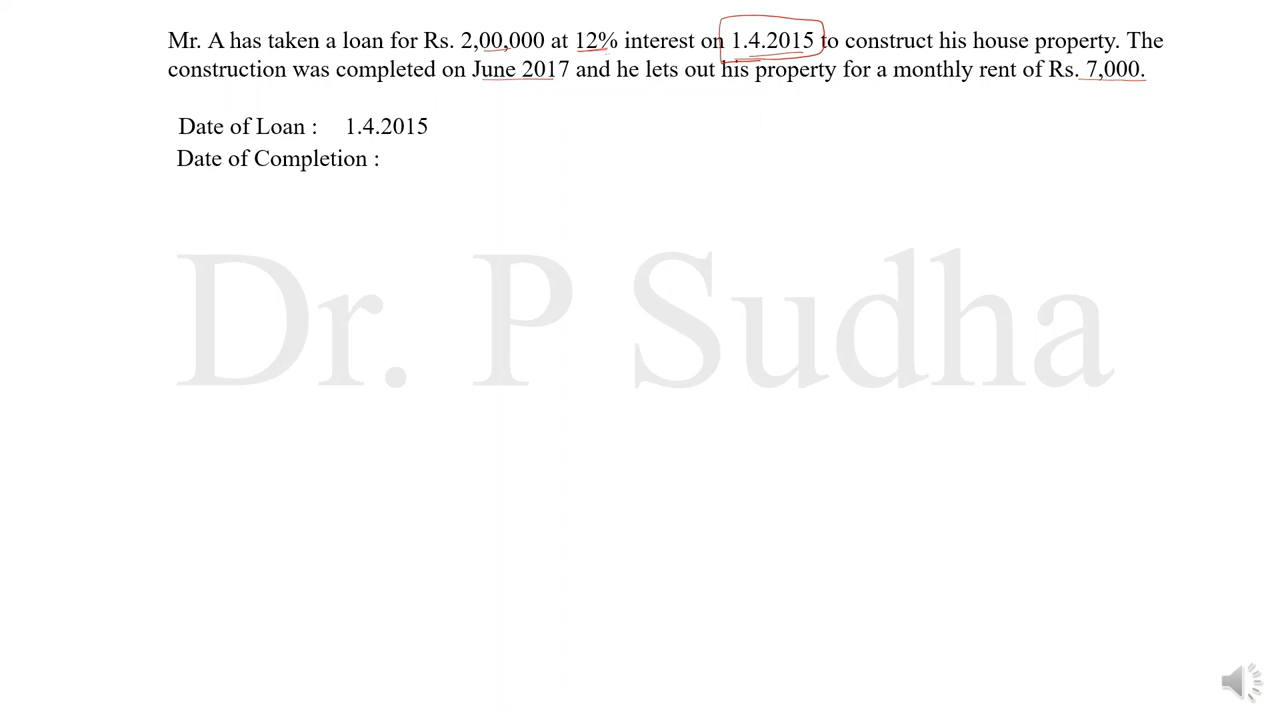 Mr. A has taken a loan for Rs. 2,00,000 at 12% interest on 1.4.2015 to construct his house property. The
construction was completed on June 2017 and he lets out his property for a monthly rent of Rs. 7,000.
Date of Loan : 1.4.2015
Date of Completion :
Dr. P Sudha